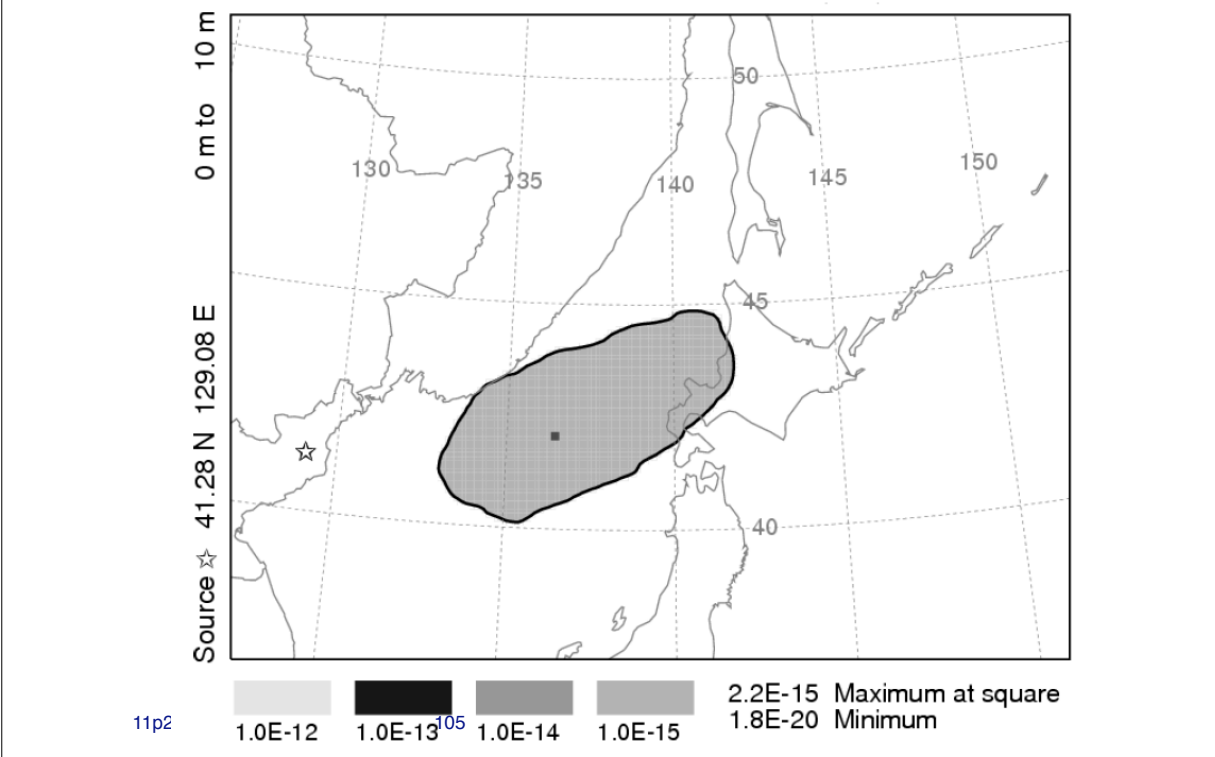 0 m to 10 m
Source ☆ 41.28 N 129.08 E
50
130
135
140
145
150
45
40
1.0E-12 1.0E-13 1.0E-14 1.0E-15
2.2E-15 Maximum at square
1.8E-20 Minimum
11p2
105